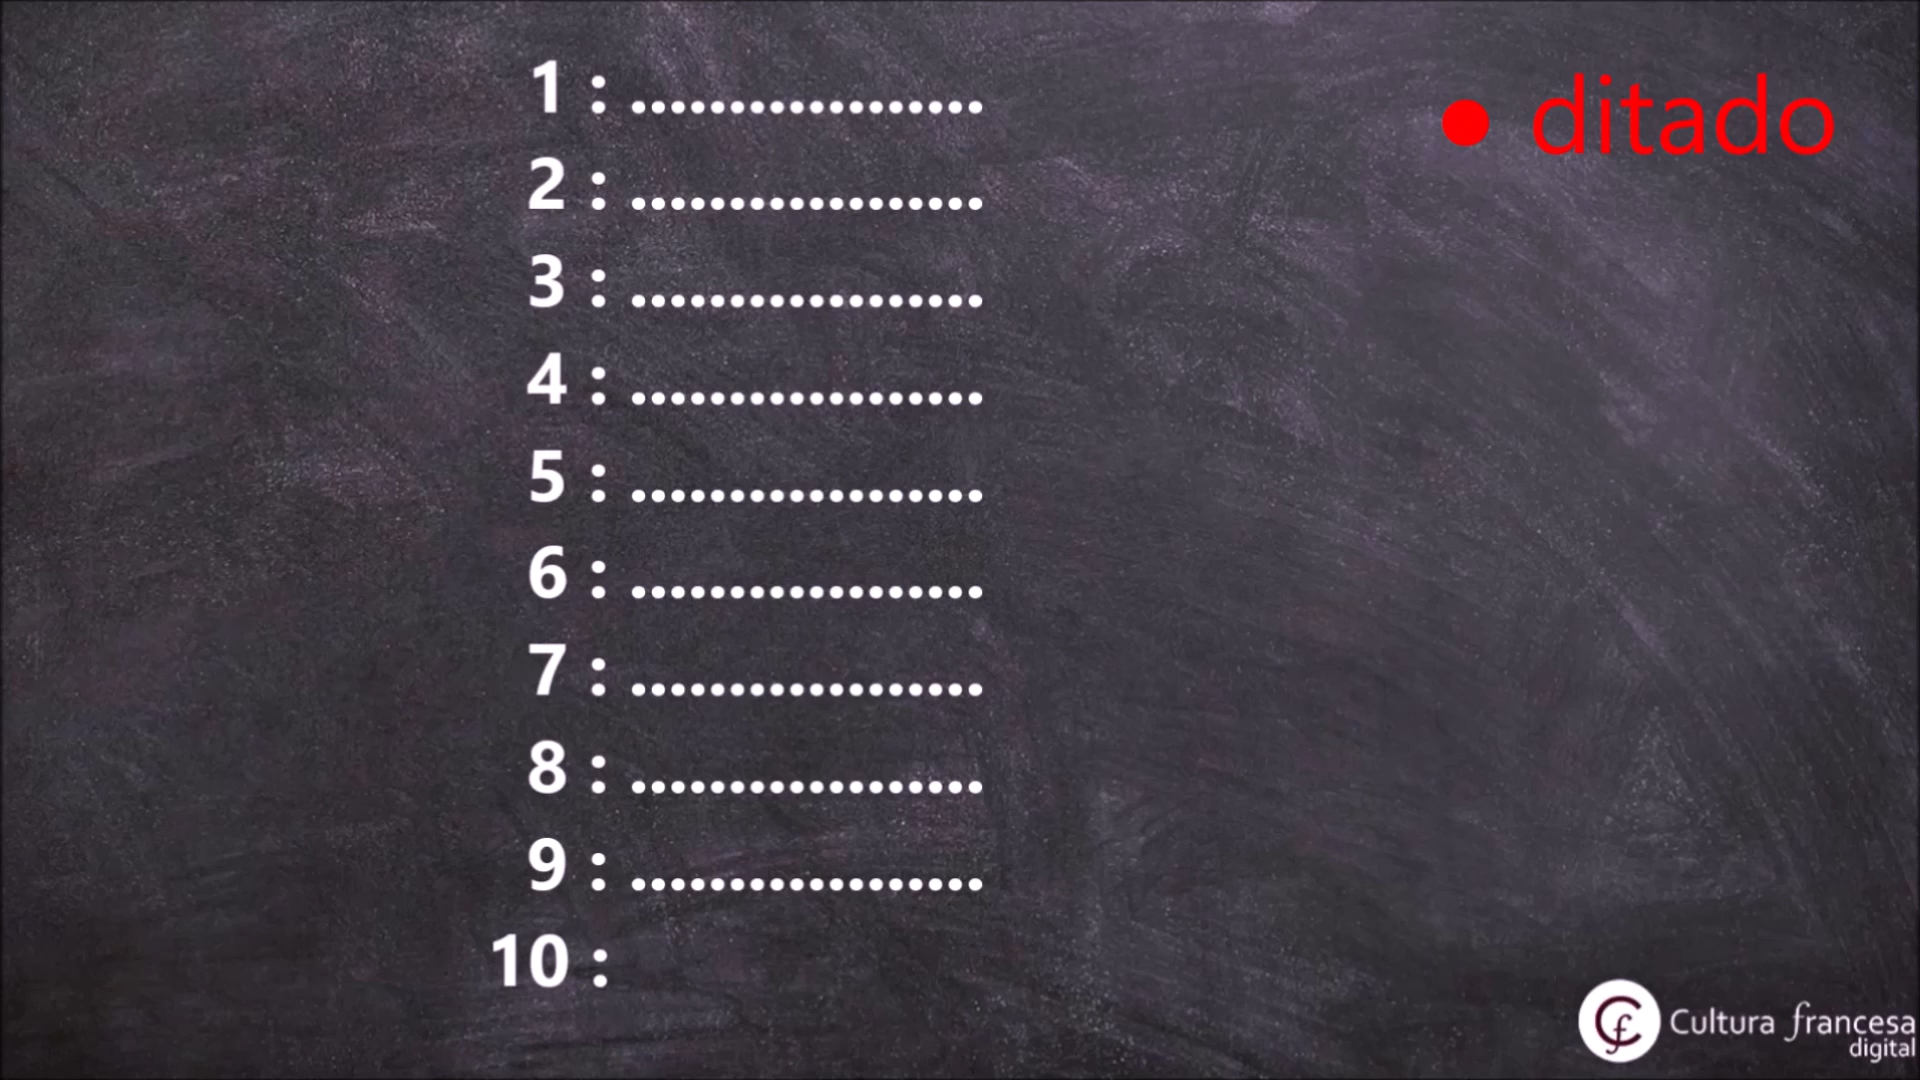 1 : ..................
● ditado
2 : ..................
3 : ..................
4 : ..................
5 : ..................
6 : ..................
7 : ..................
8 : ..................
9 : ..................
10 :
Cultura francesa
digital